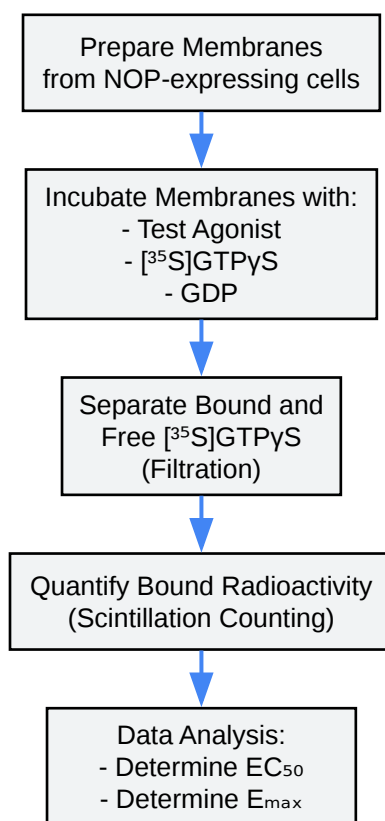 Prepare Membranes
from NOP-expressing cells
Incubate Membranes with:
- Test Agonist
- [³⁵S]GTPγS
- GDP
Separate Bound and
Free [³⁵S]GTPγS
(Filtration)
Quantify Bound Radioactivity
(Scintillation Counting)
Data Analysis:
- Determine EC₅₀
- Determine Eₘₐₓ